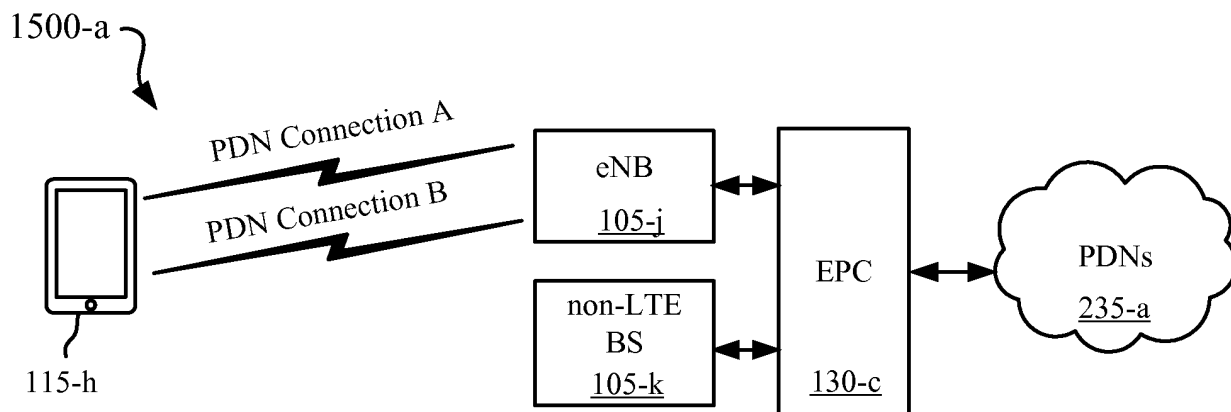 1500-a
PDN Connection A
PDN Connection B
115-h
eNB
105-j
non-LTE
BS
105-k
EPC
130-c
PDNs
235-a